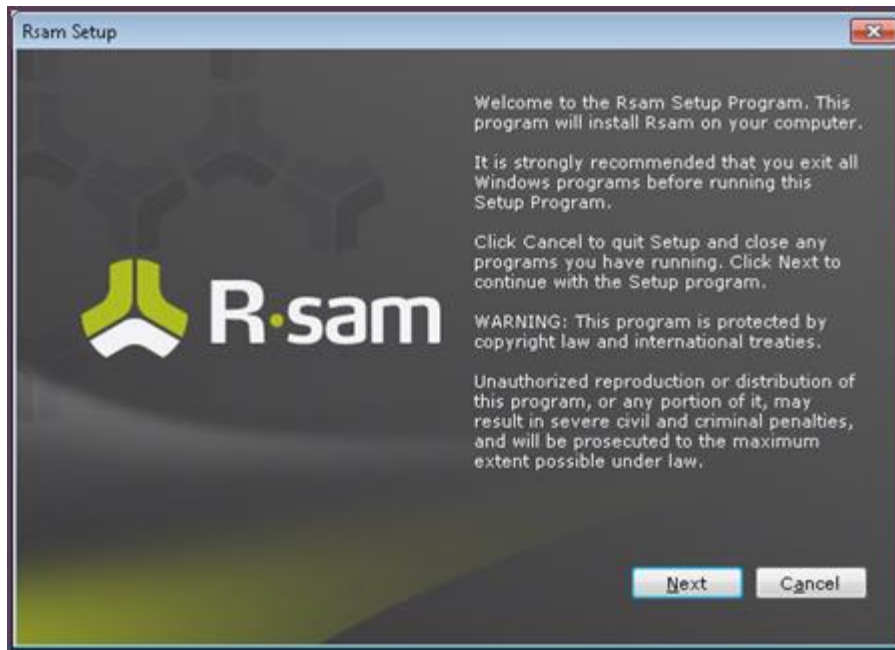 Rsam Setup
Welcome to the Rsam Setup Program. This
program will install Rsam on your computer.
It is strongly recommended that you exit all
Windows programs before running this
Setup Program.
Click Cancel to quit Setup and close any
programs you have running. Click Next to
continue with the Setup program.
R·sam
WARNING: This program is protected by
copyright law and international treaties.
Unauthorized reproduction or distribution of
this program, or any portion of it, may
result in severe civil and criminal penalties,
and will be prosecuted to the maximum
extent possible under law.
Next
Cancel